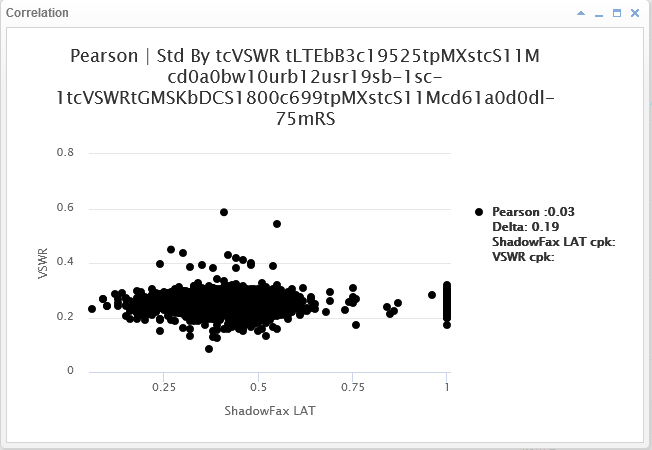 Correlation
Pearson | Std By tcVSWR tLTEbB3c19525tpMXstcS11M
cd0a0bw10urb12usr19sb-1sc-
1tcVSWRtGMSKbDCS1800c699tpMXstcS11Mcd61a0d0dl-
75mRS
0.8
0.6
0.4
0.2
0
VSWR
0.25
0.5
0.75
1
ShadowFax LAT
Pearson :0.03
Delta: 0.19
ShadowFax LAT cpk:
VSWR cpk: